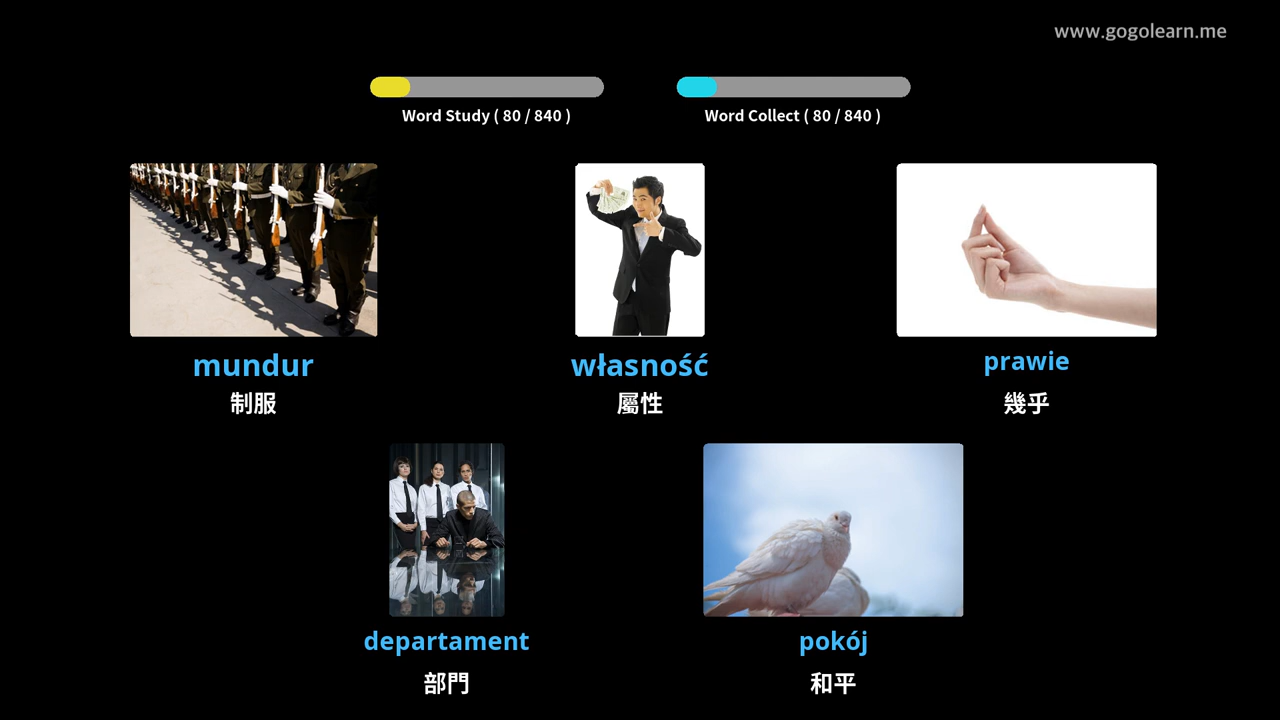 www.gogolearn.me
Word Study ( 80 / 840 )
Word Collect ( 80 / 840 )
mundur
制服
własność
屬性
prawie
幾乎
departament
部門
pokój
和平